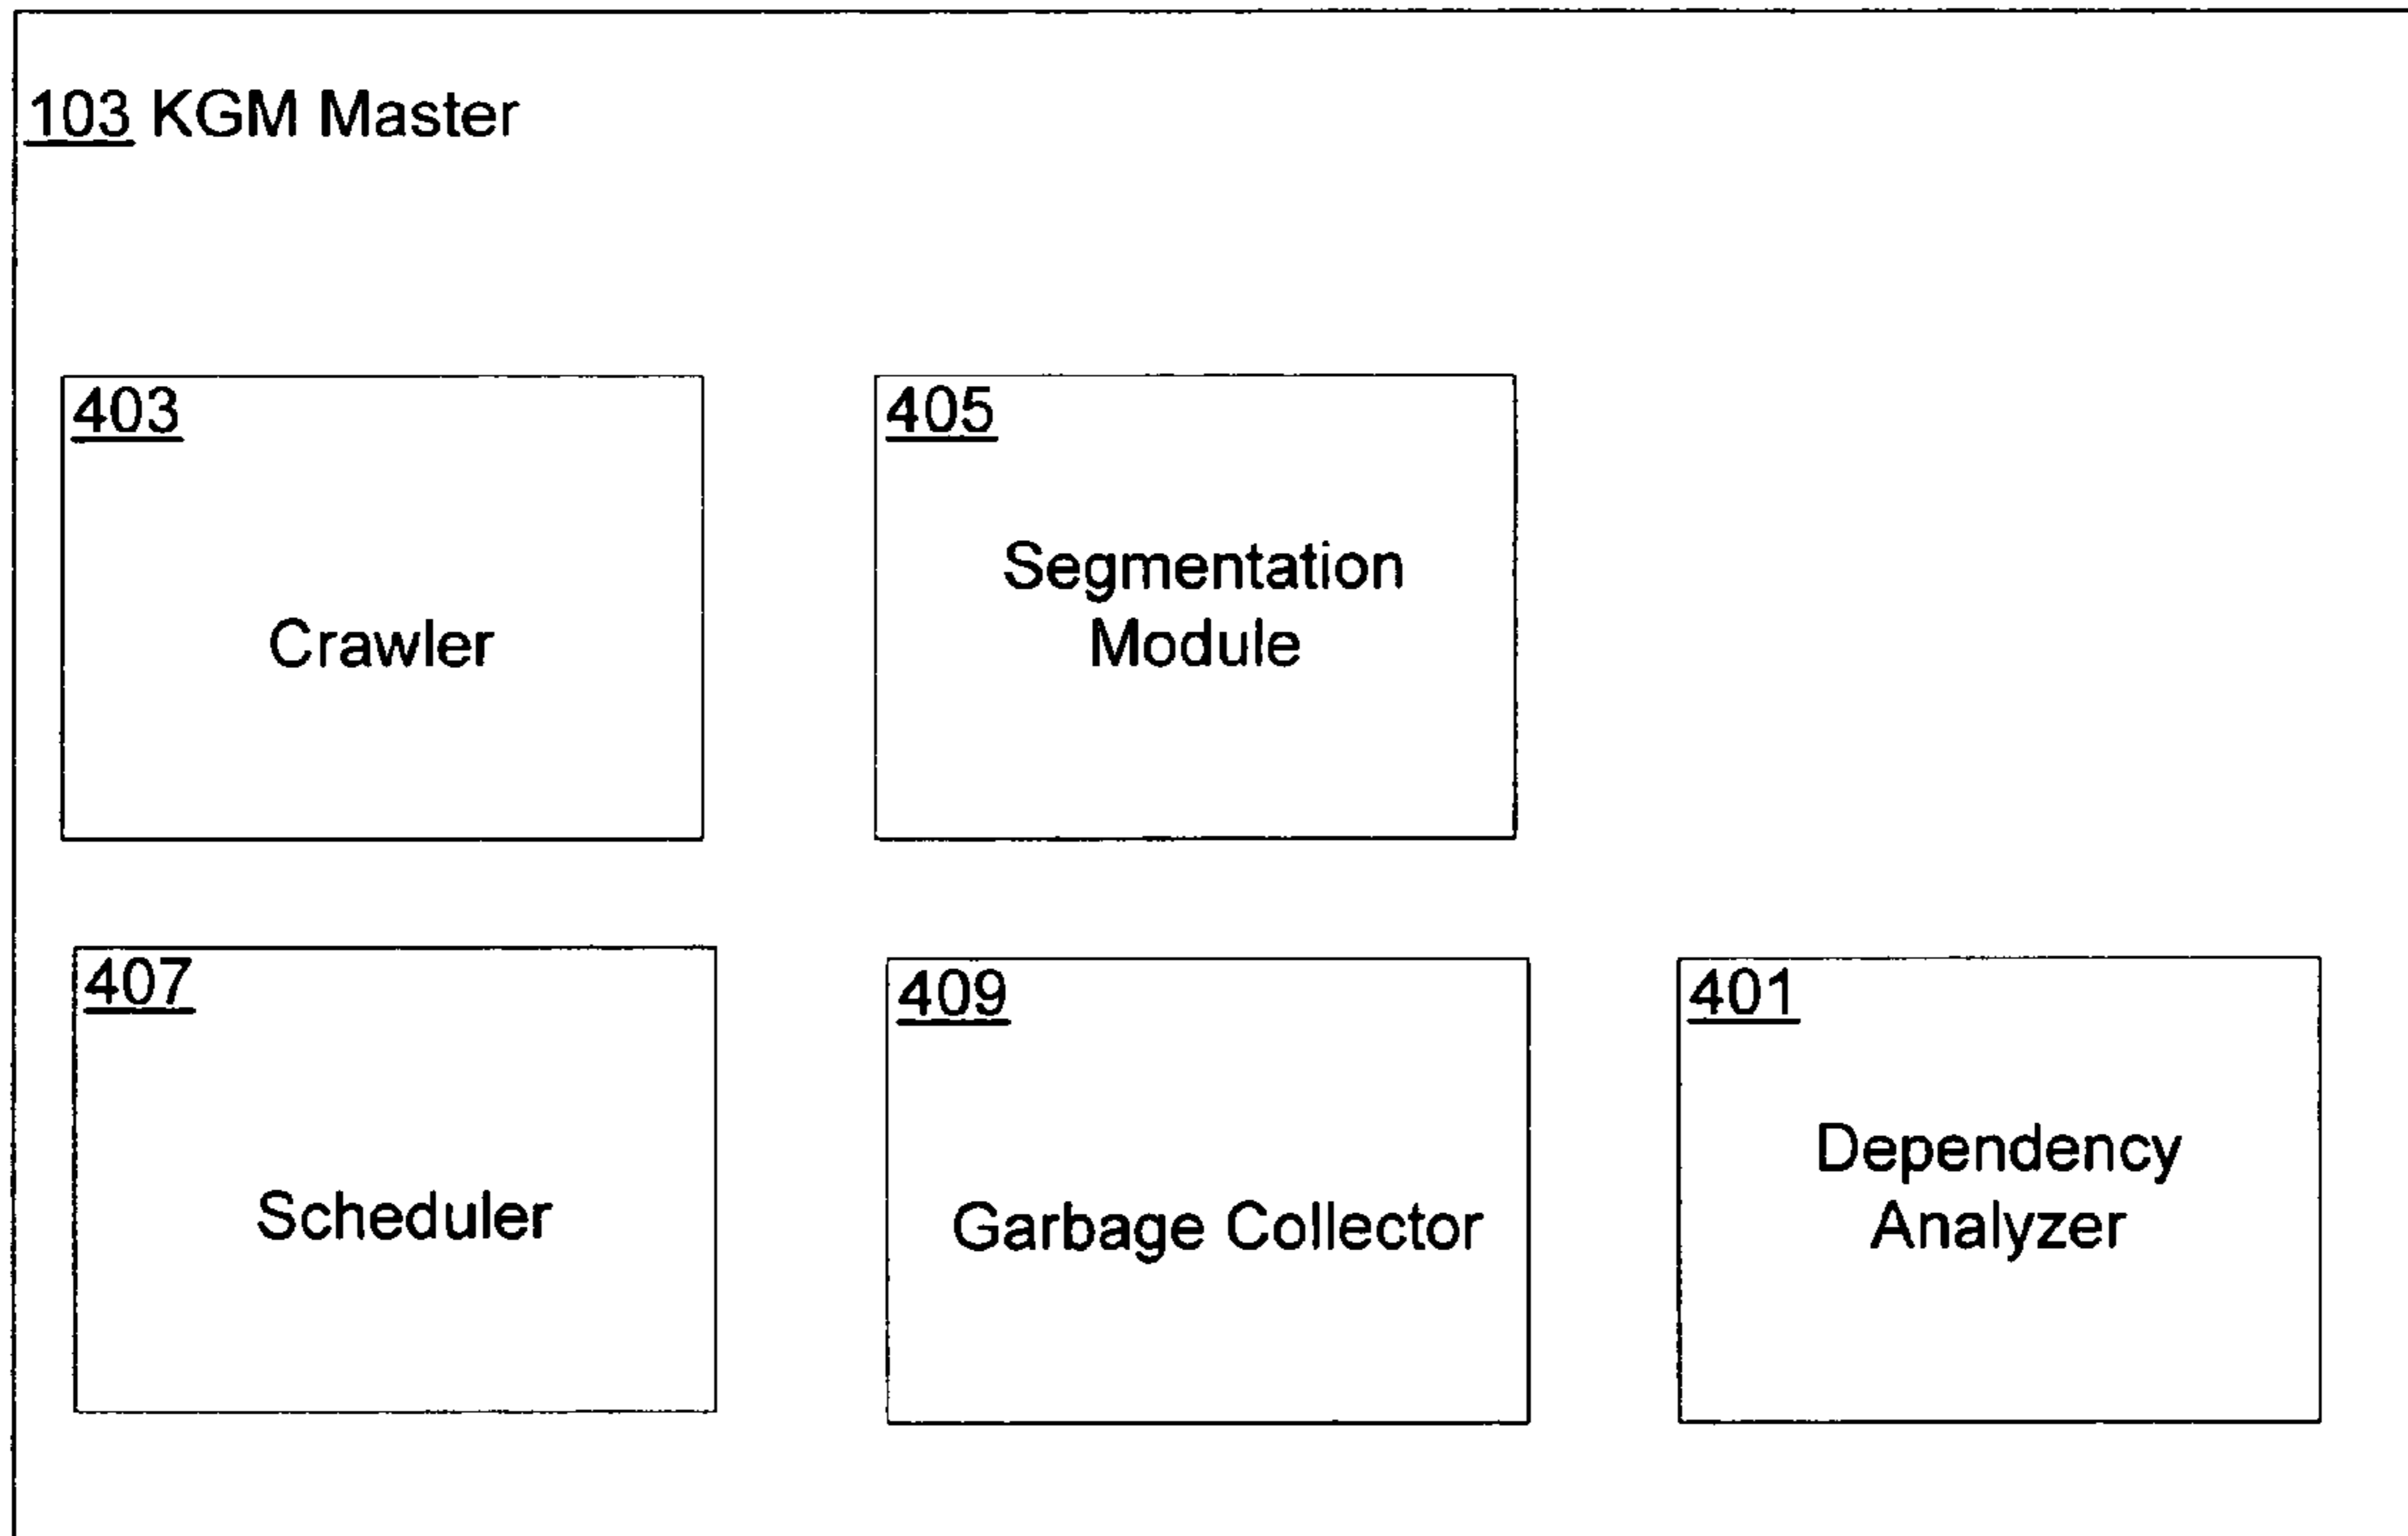 103 KGM Master
403
Crawler
405
Segmentation
Module
407
Scheduler
409
Garbage Collector
401
Dependency
Analyzer